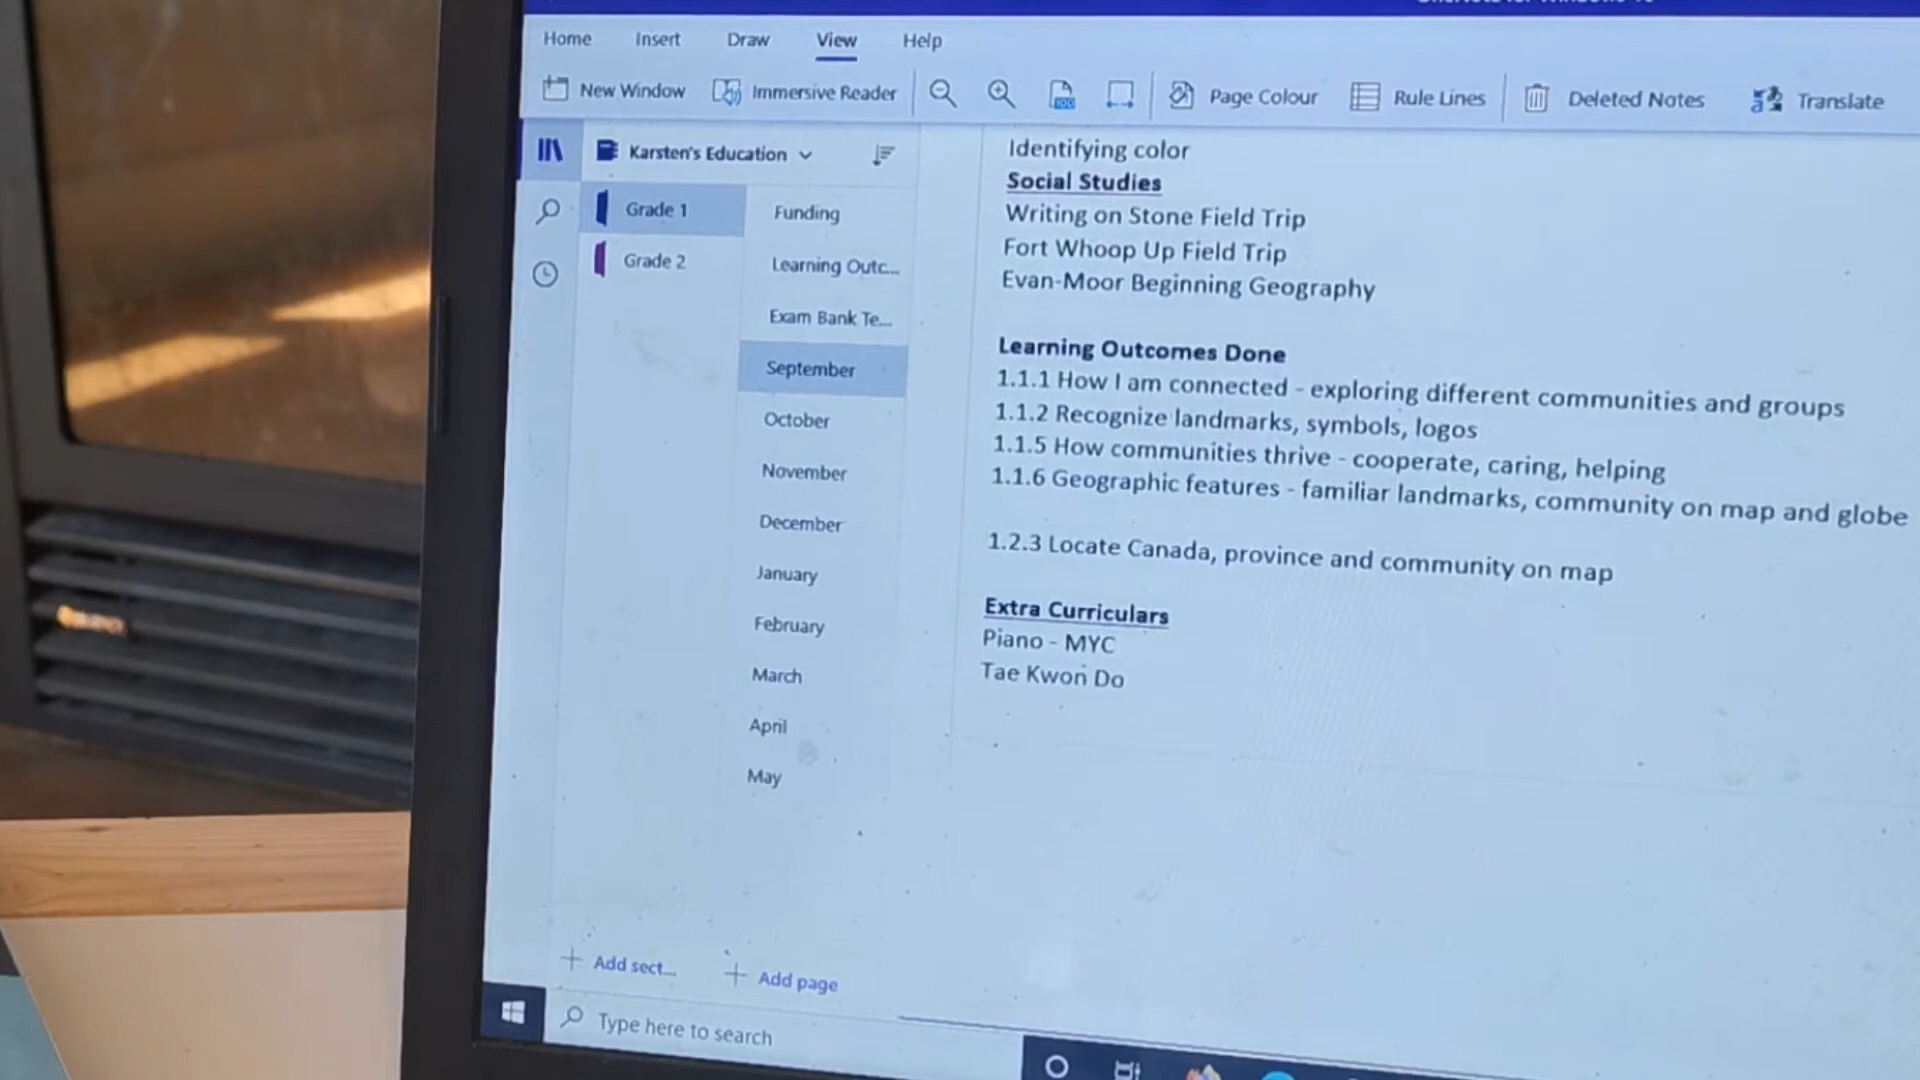 Home Insert Draw View Help
New Window Immersive Reader Page Colour Rule Lines Deleted Notes Translate
Karsten's Education
Grade 1
Grade 2
Funding
Learning Outc...
Exam Bank Te...
September
October
November
December
January
February
March
April
May
Identifying color
Social Studies
Writing on Stone Field Trip
Fort Whoop Up Field Trip
Evan-Moor Beginning Geography
Learning Outcomes Done
1.1.1 How I am connected - exploring different communities and groups
1.1.2 Recognize landmarks, symbols, logos
1.1.5 How communities thrive - cooperate, caring, helping
1.1.6 Geographic features - familiar landmarks, community on map and globe
1.2.3 Locate Canada, province and community on map
Extra Curriculars
Piano - MYC
Tae Kwon Do
Add sect... Add page
Type here to search